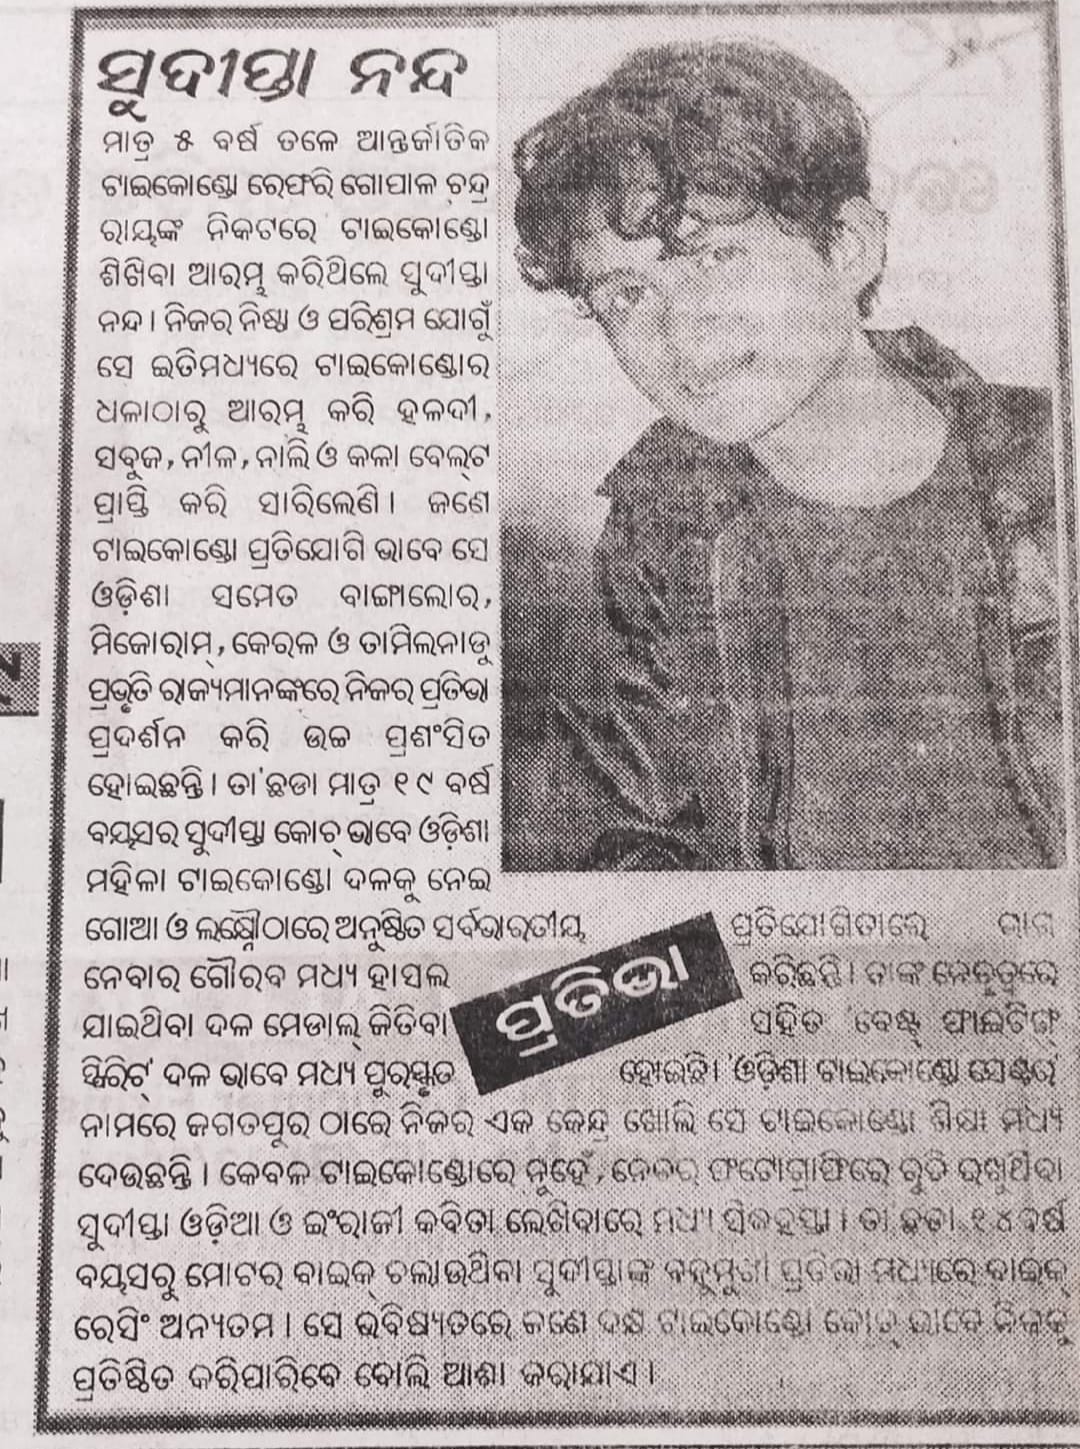 ସୁଦୀପ୍ତା ନନ୍ଦ
ମାତ୍ର ୫ ବର୍ଷ ତଳେ ଆନ୍ତର୍ଜାତିକ
ଟାଇକୋଣ୍ଡୋ ରେଫରି ଗୋପାଳ ଚନ୍ଦ୍ର
ରାୟଙ୍କ ନିକଟରେ ଟାଇକୋଣ୍ଡୋ
ଶିଖିବା ଆରମ୍ଭ କରିଥିଲେ ସୁଦୀପ୍ତା
ନନ୍ଦ। ନିଜର ନିଷ୍ଠା ଓ ପରିଶ୍ରମ ଯୋଗୁଁ
ସେ ଇତିମଧ୍ୟରେ ଟାଇକୋଣ୍ଡୋର
ଧଳାଠାରୁ ଆରମ୍ଭ କରି ହଳଦୀ,
ସବୁଜ, ନୀଳ, ନାଲି ଓ କଳା ବେଲ୍‌ଟ
ପ୍ରାପ୍ତି କରି ସାରିଲେଣି। ଜଣେ
ଟାଇକୋଣ୍ଡୋ ପ୍ରତିଯୋଗି ଭାବେ ସେ
ଓଡ଼ିଶା ସମେତ ବାଙ୍ଗାଲୋର,
ମିଜୋରାମ୍, କେରଳ ଓ ତାମିଲନାଡୁ
ପ୍ରଭୃତି ରାଜ୍ୟମାନଙ୍କରେ ନିଜର ପ୍ରତିଭା
ପ୍ରଦର୍ଶନ କରି ଉଚ୍ଚ ପ୍ରଶଂସିତ
ହୋଇଛନ୍ତି। ତା'ଛଡା ମାତ୍ର ୧୯ ବର୍ଷ
ବୟସର ସୁଦୀପ୍ତା କୋଚ୍ ଭାବେ ଓଡ଼ିଶା
ମହିଳା ଟାଇକୋଣ୍ଡୋ ଦଳକୁ ନେଇ
ଗୋଆ ଓ ଲକ୍ଷ୍ନୌଠାରେ ଅନୁଷ୍ଠିତ ସର୍ବଭାରତୀୟ ପ୍ରତିଯୋଗିତାରେ ଭାଗ
ନେବାର ଗୌରବ ମଧ୍ୟ ହାସଲ କରିଛନ୍ତି। ତାଙ୍କ ନେତୃତ୍ୱରେ
ଯାଇଥିବା ଦଳ ମେଡାଲ୍ ଜିତିବା ସହିତ 'ବେଷ୍ଟ୍ ଫାଇଟିଙ୍ଗ୍
ସ୍ପିରିଟ୍' ଦଳ ଭାବେ ମଧ୍ୟ ପୁରସ୍କୃତ ହୋଇଛି। 'ଓଡ଼ିଶା ଟାଇକୋଣ୍ଡୋ ସେଣ୍ଟର'
ପ୍ରତିଭା
ନାମରେ ଜଗତପୁର ଠାରେ ନିଜର ଏକ କେନ୍ଦ୍ର ଖୋଲି ସେ ଟାଇକୋଣ୍ଡୋ ଶିକ୍ଷା ମଧ୍ୟ
ଦେଉଛନ୍ତି। କେବଳ ଟାଇକୋଣ୍ଡୋରେ ନୁହେଁ, ନେଚର୍ ଫଟୋଗ୍ରାଫିରେ ରୁଚି ରଖୁଥିବା
ସୁଦୀପ୍ତା ଓଡ଼ିଆ ଓ ଇଂରାଜୀ କବିତା ଲେଖିବାରେ ମଧ୍ୟ ସିଦ୍ଧହସ୍ତା। ତା'ଛଡା ବର୍ଷ
ବୟସରୁ ମୋଟର୍ ବାଇକ୍ ଚଲାଉଥିବା ସୁଦୀପ୍ତାଙ୍କ ବହୁମୁଖୀ ପ୍ରତିଭା ମଧ୍ୟରେ ବାଇକ୍
ରେସିଂ ଅନ୍ୟତମ। ସେ ଭବିଷ୍ୟତରେ ଜଣେ ଦକ୍ଷ ଟାଇକୋଣ୍ଡୋ କୋଚ୍ ଭାବେ ନିଜକୁ
ପ୍ରତିଷ୍ଠିତ କରିପାରିବେ ବୋଲି ଆଶା କରାଯାଏ।